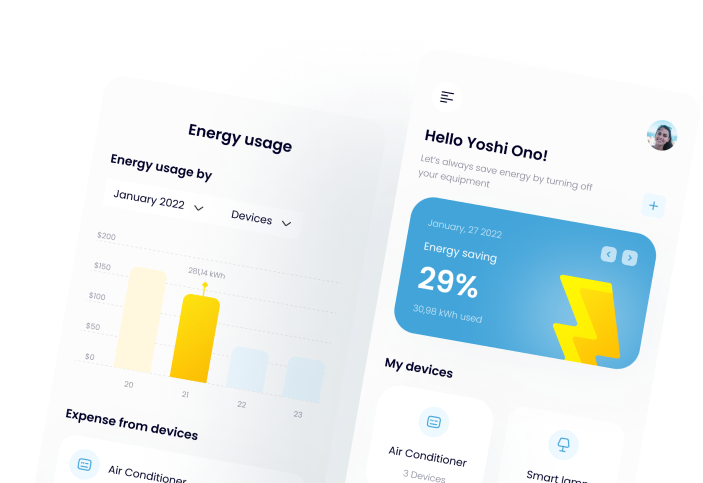 Energy usage
Energy usage by
January 2022
Devices
$200
$150
281,14 kWh
$100
$50
$0
20
21
22
23
Expense from devices
Air Conditioner
Hello Yoshi Ono!
Let's always save energy by turning off
your equipment
January, 27 2022
Energy saving
29%
30,98 kWh used
My devices
Air Conditioner
3 Devices
Smart lamp